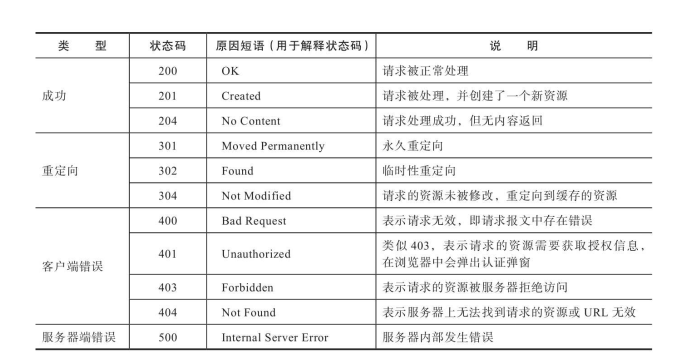 类 型 状态码 原因短语（用于解释状态码） 说 明
200 OK 请求被正常处理
成功 201 Created 请求被处理，并创建了一个新资源
204 No Content 请求处理成功，但无内容返回
301 Moved Permanently 永久重定向
重定向 302 Found 临时性重定向
304 Not Modified 请求的资源未被修改，重定向到缓存的资源
400 Bad Request 表示请求无效，即请求报文中存在错误
客户端错误 401 Unauthorized 类似 403，表示请求的资源需要获取授权信息，
在浏览器中会弹出认证弹窗
403 Forbidden 表示请求的资源被服务器拒绝访问
404 Not Found 表示服务器上无法找到请求的资源或 URL 无效
服务器端错误 500 Internal Server Error 服务器内部发生错误